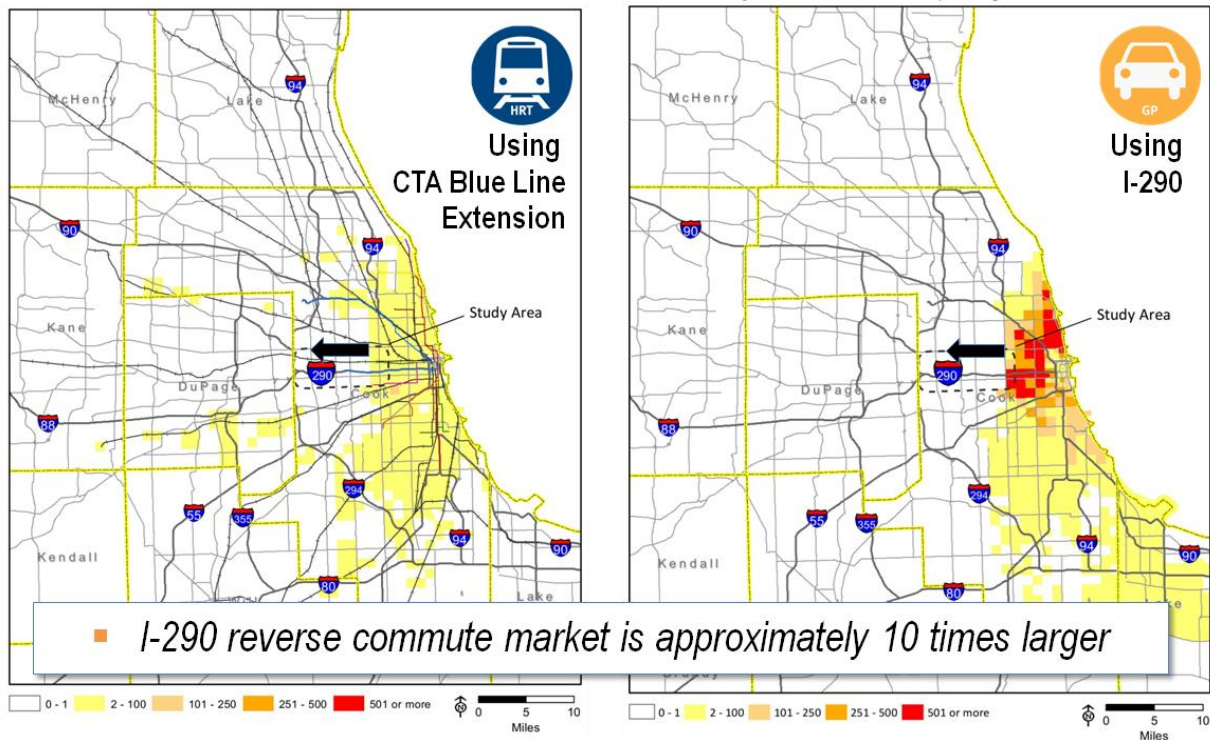 HRT
Using
CTA Blue Line
Extension
McHenry
Lake
94
90
94
Study Area
Kane
290
DuPage
Cook
88
294
55
355
94
90
Kendall
80
Lake
0 - 1
2 - 100
101 - 250
251 - 500
501 or more
N
0 5 10
Miles
GP
Using
I-290
McHenry
Lake
94
90
94
Study Area
Kane
290
DuPage
Cook
88
294
55
355
94
90
Kendall
80
Lake
I-290 reverse commute market is approximately 10 times larger
0 - 1
2 - 100
101 - 250
251 - 500
501 or more
N
0 5 10
Miles